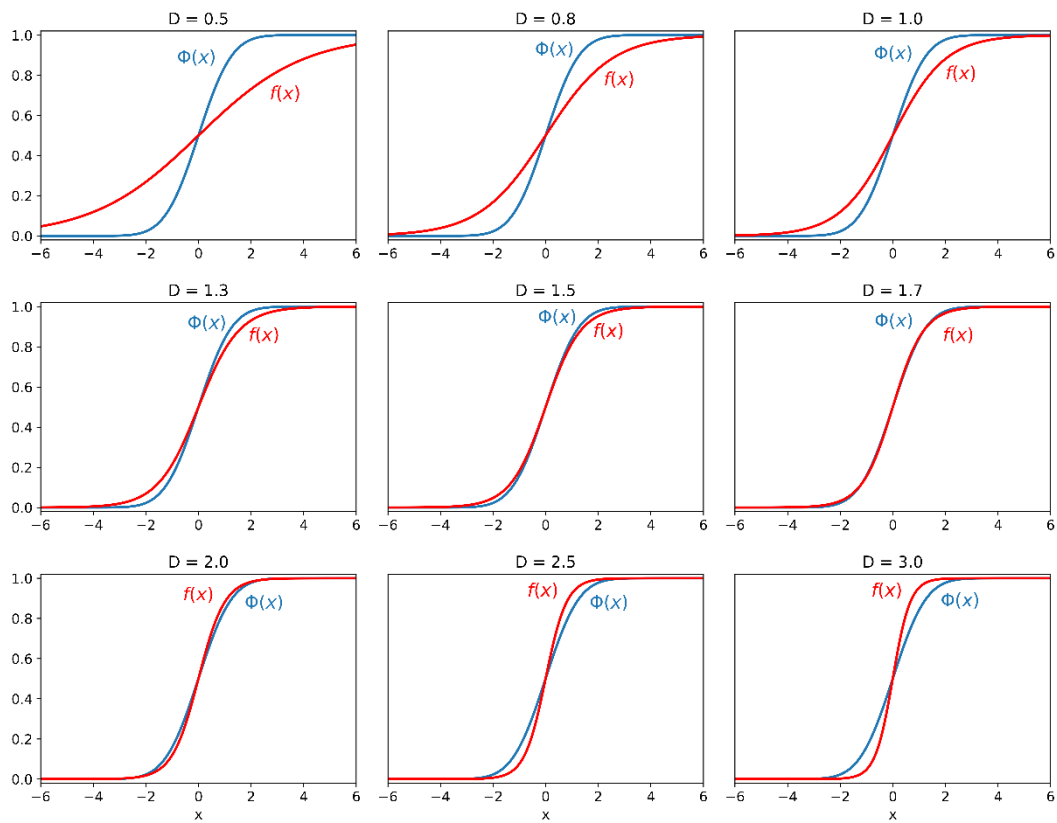 D = 0.5
D = 0.8
D = 1.0
1.0
0.8
0.6
0.4
0.2
0.0
Φ(x)
f(x)
Φ(x)
f(x)
Φ(x)
f(x)
−6 −4 −2 0 2 4 6
−6 −4 −2 0 2 4 6
−6 −4 −2 0 2 4 6
D = 1.3
D = 1.5
D = 1.7
1.0
0.8
0.6
0.4
0.2
0.0
Φ(x)
f(x)
Φ(x)
f(x)
Φ(x)
f(x)
−6 −4 −2 0 2 4 6
−6 −4 −2 0 2 4 6
−6 −4 −2 0 2 4 6
D = 2.0
D = 2.5
D = 3.0
1.0
0.8
0.6
0.4
0.2
0.0
f(x)
Φ(x)
f(x)
Φ(x)
f(x)
Φ(x)
−6 −4 −2 0 2 4 6
−6 −4 −2 0 2 4 6
−6 −4 −2 0 2 4 6
x
x
x